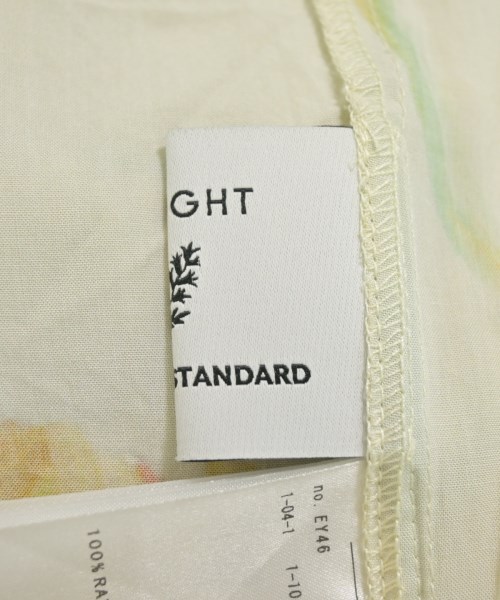 GHT
STANDARD
no. EY46
1-04-1
1-10
100% RA